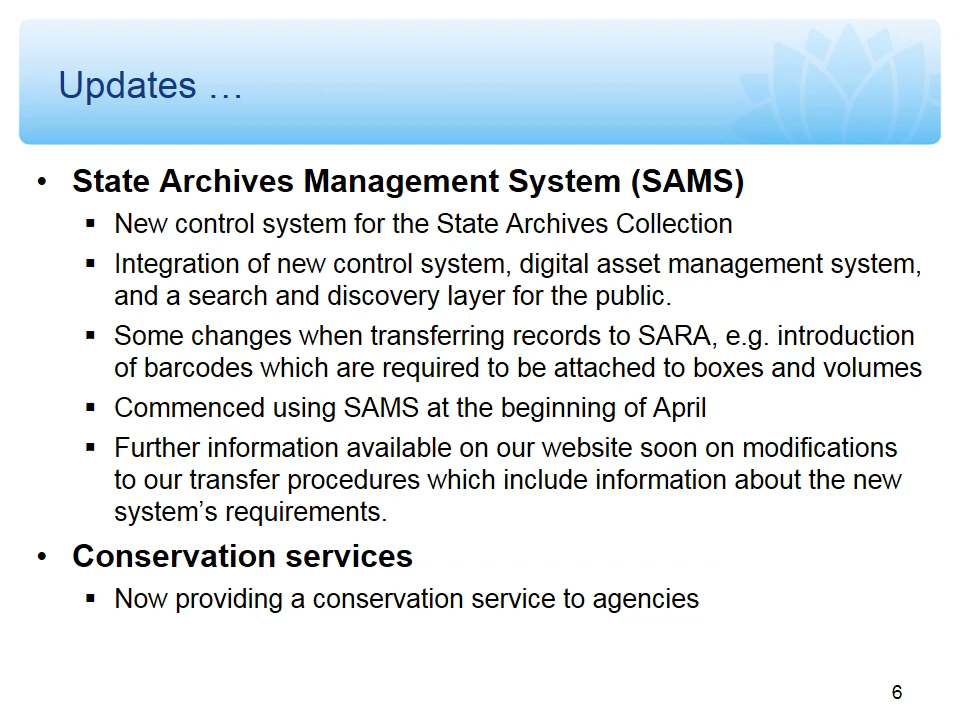 Updates …
• State Archives Management System (SAMS)
▪ New control system for the State Archives Collection
▪ Integration of new control system, digital asset management system,
and a search and discovery layer for the public.
▪ Some changes when transferring records to SARA, e.g. introduction
of barcodes which are required to be attached to boxes and volumes
▪ Commenced using SAMS at the beginning of April
▪ Further information available on our website soon on modifications
to our transfer procedures which include information about the new
system’s requirements.
• Conservation services
▪ Now providing a conservation service to agencies
6